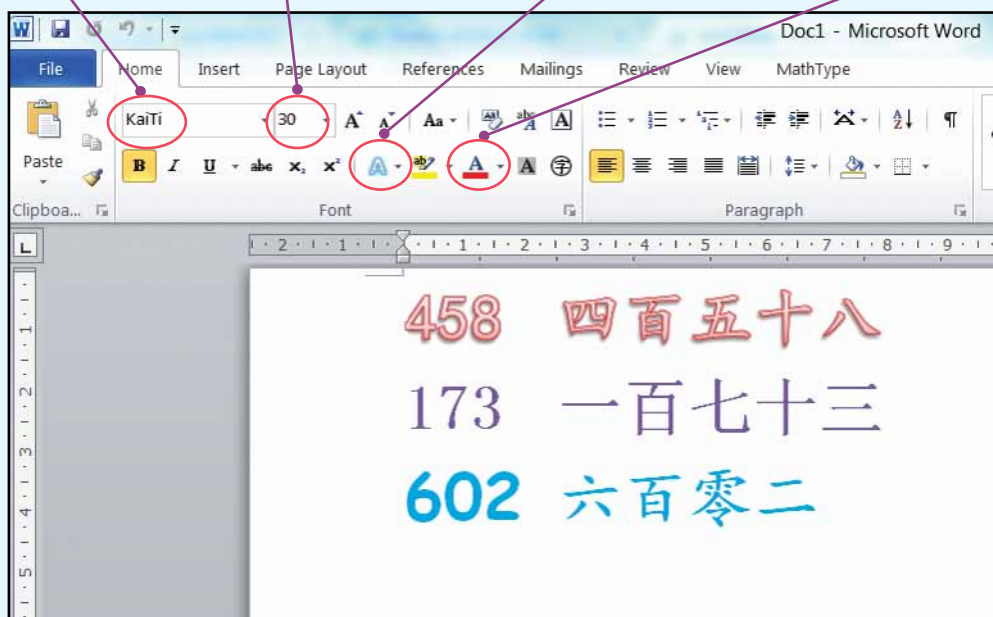 Doc1 - Microsoft Word
File Home Insert Page Layout References Mailings Review View MathType
KaiTi 30
Paste
Clipboa... Font Paragraph
458 四百五十八
173 一百七十三
602 六百零二